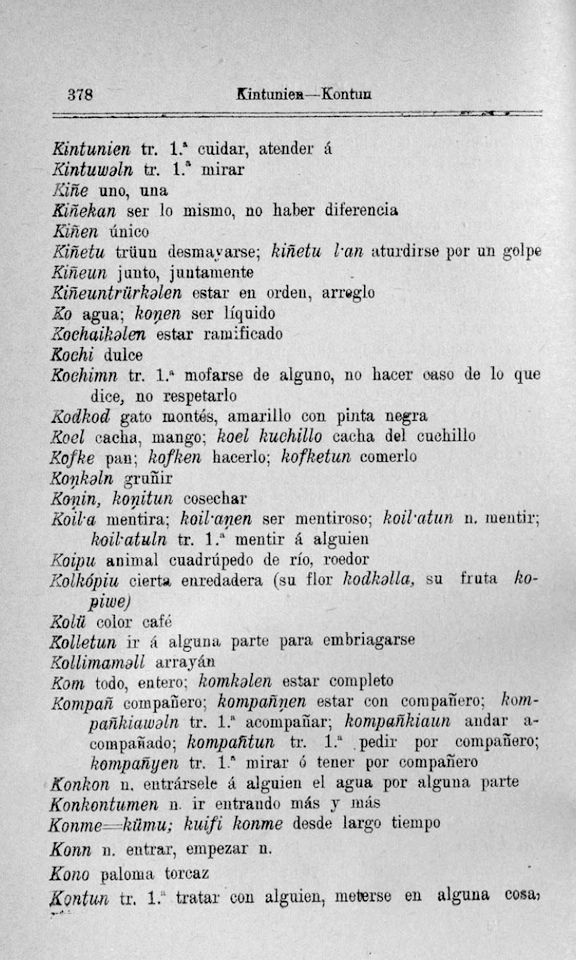 378 Kintunien—Kontun
Kintunien tr. 1.ª cuidar, atender á
Kintuwəln tr. 1.ª mirar
Kiñe uno, una
Kiñekan ser lo mismo, no haber diferencia
Kiñen único
Kiñetu trüun desmayarse; kiñetu l·an aturdirse por un golpe
Kiñeun junto, juntamente
Kiñeuntrürkəlen estar en orden, arreglo
Ko agua; koŋen ser líquido
Kochaikəlen estar ramificado
Kochi dulce
Kochimn tr. 1.ª mofarse de alguno, no hacer caso de lo que
dice, no respetarlo
Kodkod gato montés, amarillo con pinta negra
Koel cacha, mango; koel kuchillo cacha del cuchillo
Kofke pan; kofken hacerlo; kofketun comerlo
Koŋkəln gruñir
Koŋin, koŋitun cosechar
Koil·a mentira; koil·aŋen ser mentiroso; koil·atun n. mentir;
koil·atuln tr. 1.ª mentir á alguien
Koipu animal cuadrúpedo de río, roedor
Kolkópiu cierta enredadera (su flor kodkəlla, su fruta ko-
piwe)
Kolü color café
Kolletun ir á alguna parte para embriagarse
Kollimaməll arrayán
Kom todo, entero; komkəlen estar completo
Kompañ compañero; kompañŋen estar con compañero; kom-
pañkiawəln tr. 1.ª acompañar; kompañkiaun andar a-
compañado; kompañtun tr. 1.ª pedir por compañero;
kompañyen tr. 1.ª mirar ó tener por compañero
Konkon n. entrársele á alguien el agua por alguna parte
Konkontumen n. ir entrando más y más
Konme=kümu; kuifi konme desde largo tiempo
Konn n. entrar, empezar n.
Kono paloma torcaz
Kontun tr. 1.ª tratar con alguien, meterse en alguna cosa,